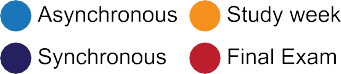 Asynchronous Study week
Synchronous Final Exam